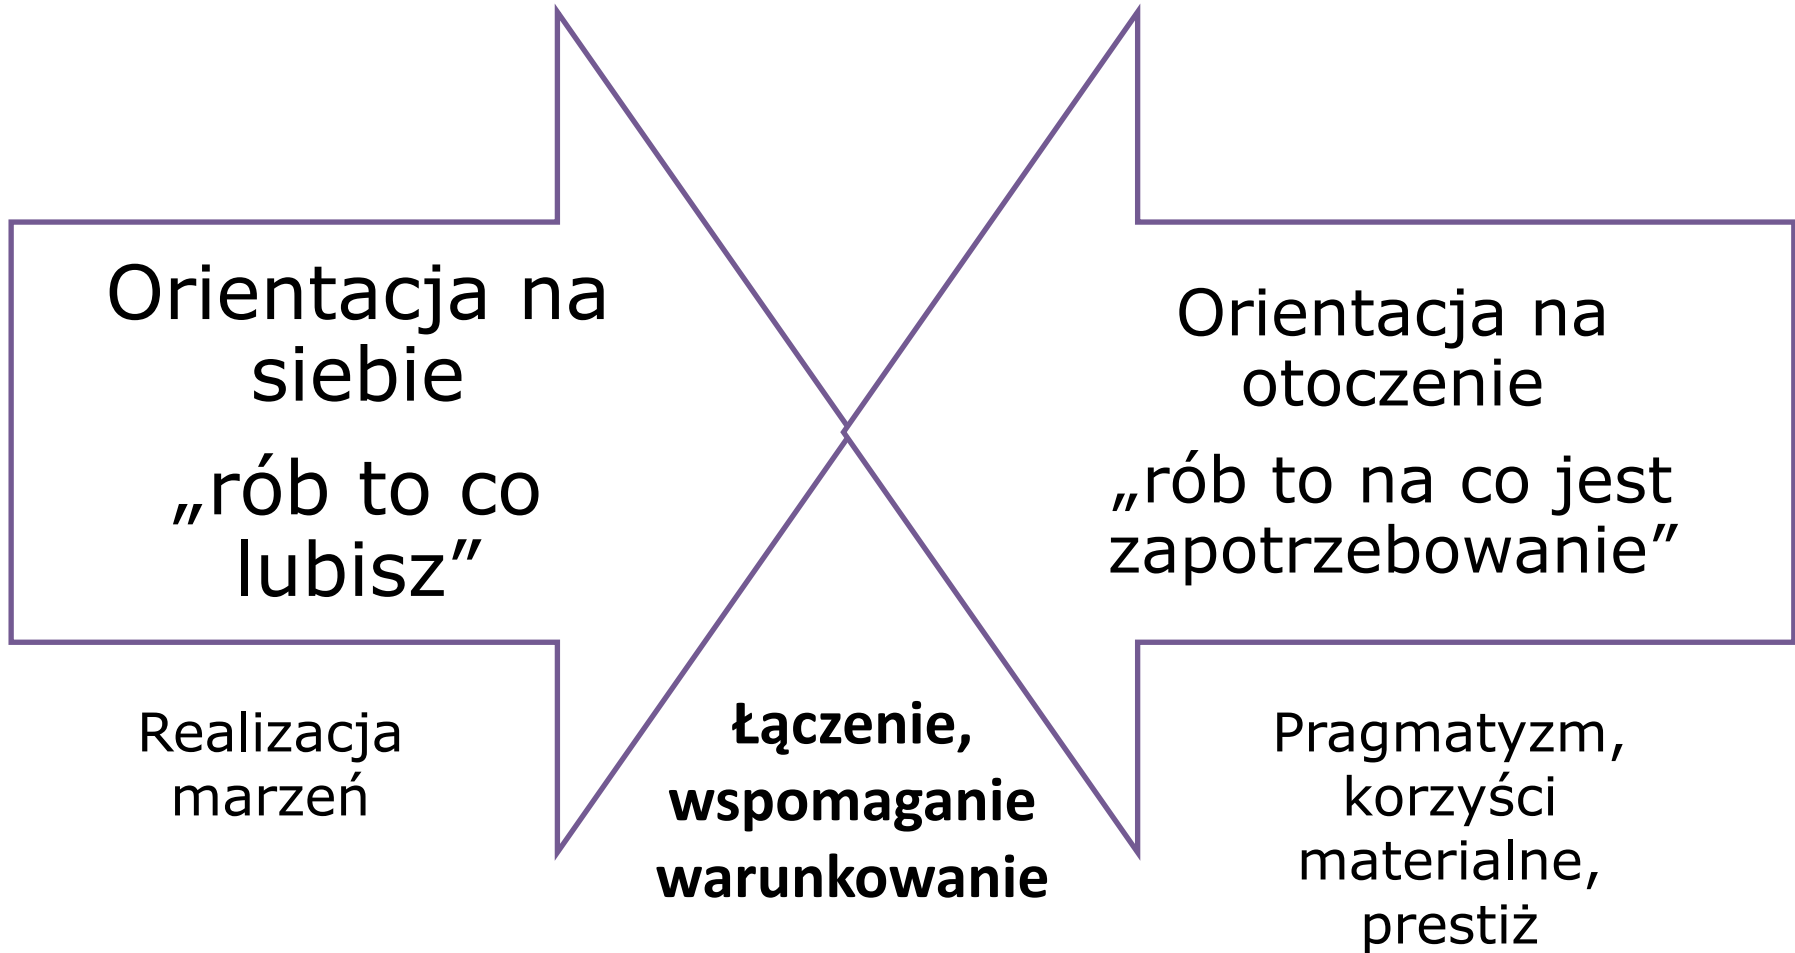 Orientacja na
siebie
„rób to co
lubisz”
Orientacja na
otoczenie
„rób to na co jest
zapotrzebowanie”
Realizacja
marzeń
Łączenie,
wspomaganie
warunkowanie
Pragmatyzm,
korzyści
materialne,
prestiż